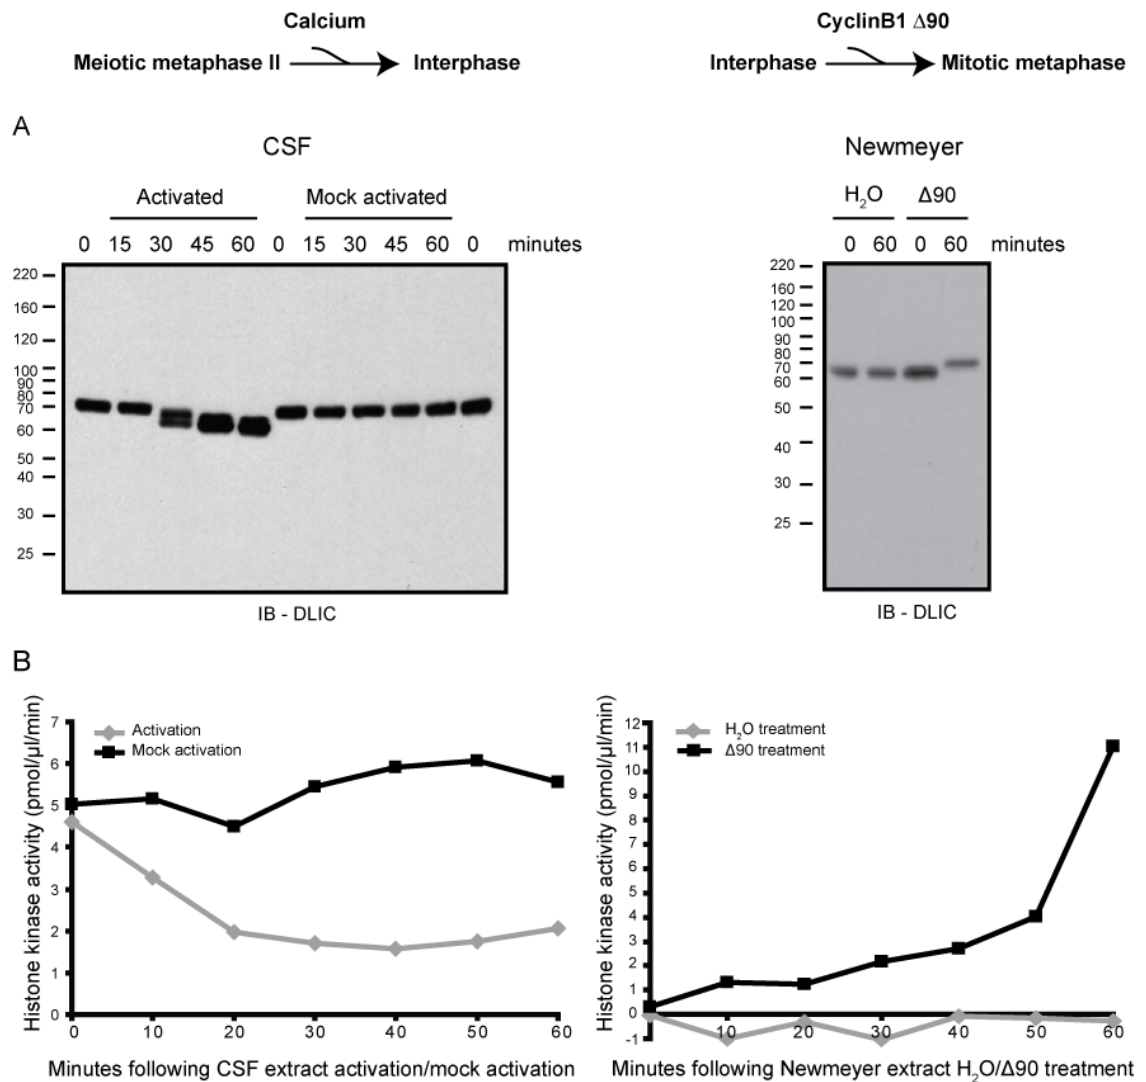 Calcium
Meiotic metaphase II Interphase
CyclinB1 Δ90
Interphase Mitotic metaphase
A
CSF
Activated Mock activated
0 15 30 45 60 0 15 30 45 60 0 minutes
220
160
120
100
90
80
70
60
50
40
30
25
IB - DLIC
Newmeyer
H₂O Δ90
0 60 0 60 minutes
220
160
120
100
90
80
70
60
50
40
30
25
IB - DLIC
B
Histone kinase activity (pmol/µl/min)
7
6
5
4
3
2
1
0
Activation
Mock activation
0 10 20 30 40 50 60
Minutes following CSF extract activation/mock activation
Histone kinase activity (pmol/µl/min)
12
11
10
9
8
7
6
5
4
3
2
1
0
-1
H₂O treatment
Δ90 treatment
10 20 30 40 50 60
Minutes following Newmeyer extract H₂O/Δ90 treatment